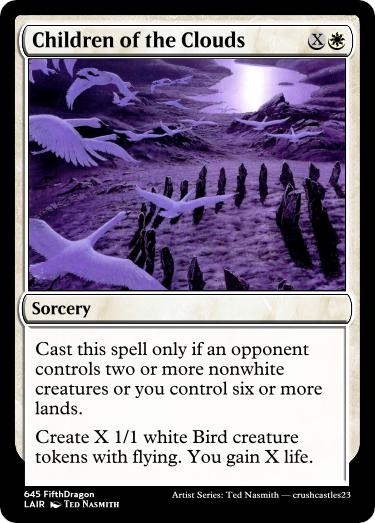 Children of the Clouds X
Sorcery
Cast this spell only if an opponent
controls two or more nonwhite
creatures or you control six or more
lands.
Create X 1/1 white Bird creature
tokens with flying. You gain X life.
645 FifthDragon
LAIR Ted Nasmith
Artist Series: Ted Nasmith — crushcastles23